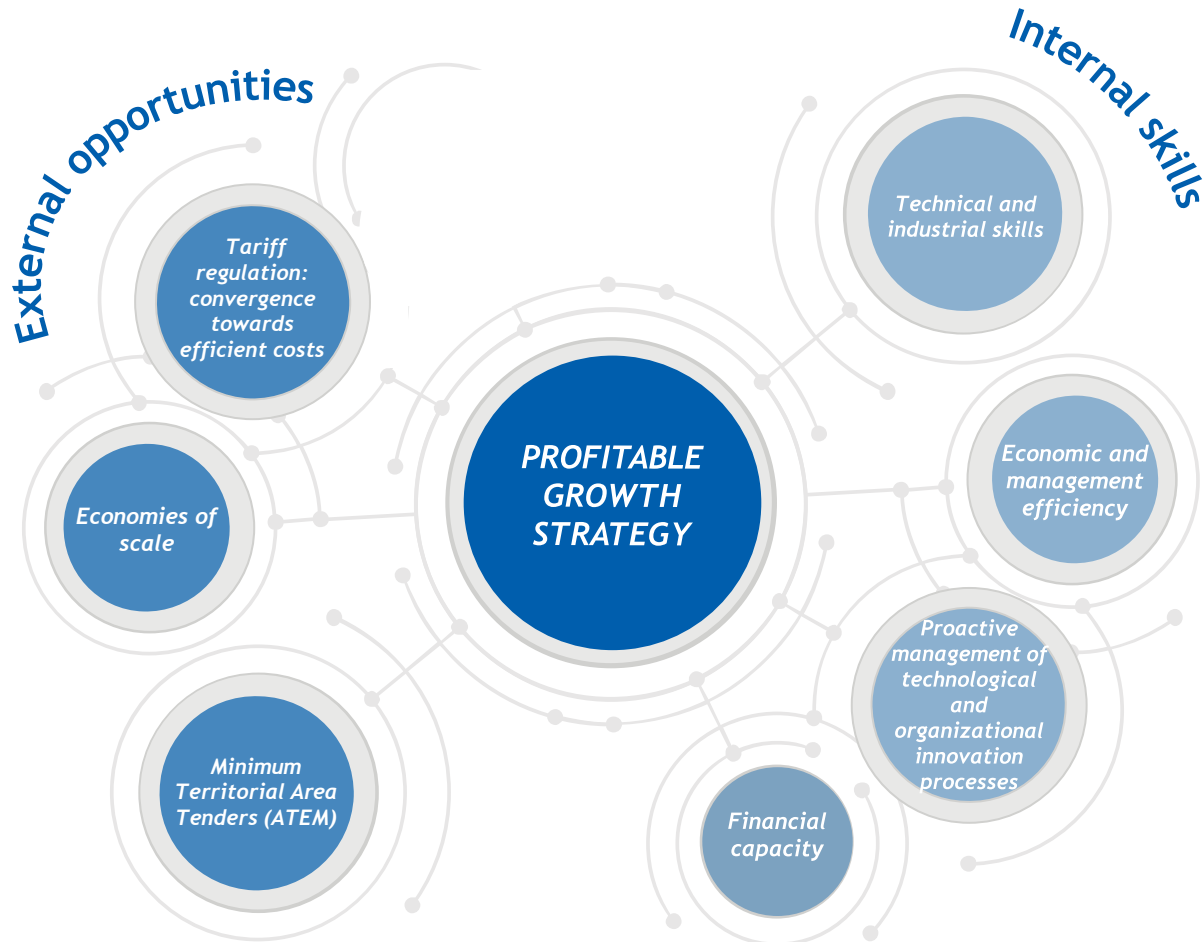 External opportunities
Tariff
regulation:
convergence
towards
efficient costs
Economies of
scale
Minimum
Territorial Area
Tenders (ATEM)
PROFITABLE
GROWTH
STRATEGY
Internal skills
Technical and
industrial skills
Economic and
management
efficiency
Proactive
management of
technological
and
organizational
innovation
processes
Financial
capacity